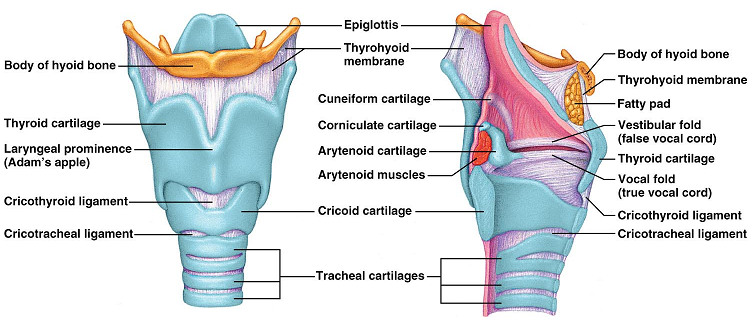 Epiglottis
Body of hyoid bone
Thyrohyoid
membrane
Thyroid cartilage
Laryngeal prominence
(Adam's apple)
Cricothyroid ligament
Cricotracheal ligament
Cuneiform cartilage
Corniculate cartilage
Arytenoid cartilage
Arytenoid muscles
Cricoid cartilage
Tracheal cartilages
Body of hyoid bone
Thyrohyoid membrane
Fatty pad
Vestibular fold
(false vocal cord)
Thyroid cartilage
Vocal fold
(true vocal cord)
Cricothyroid ligament
Cricotracheal ligament